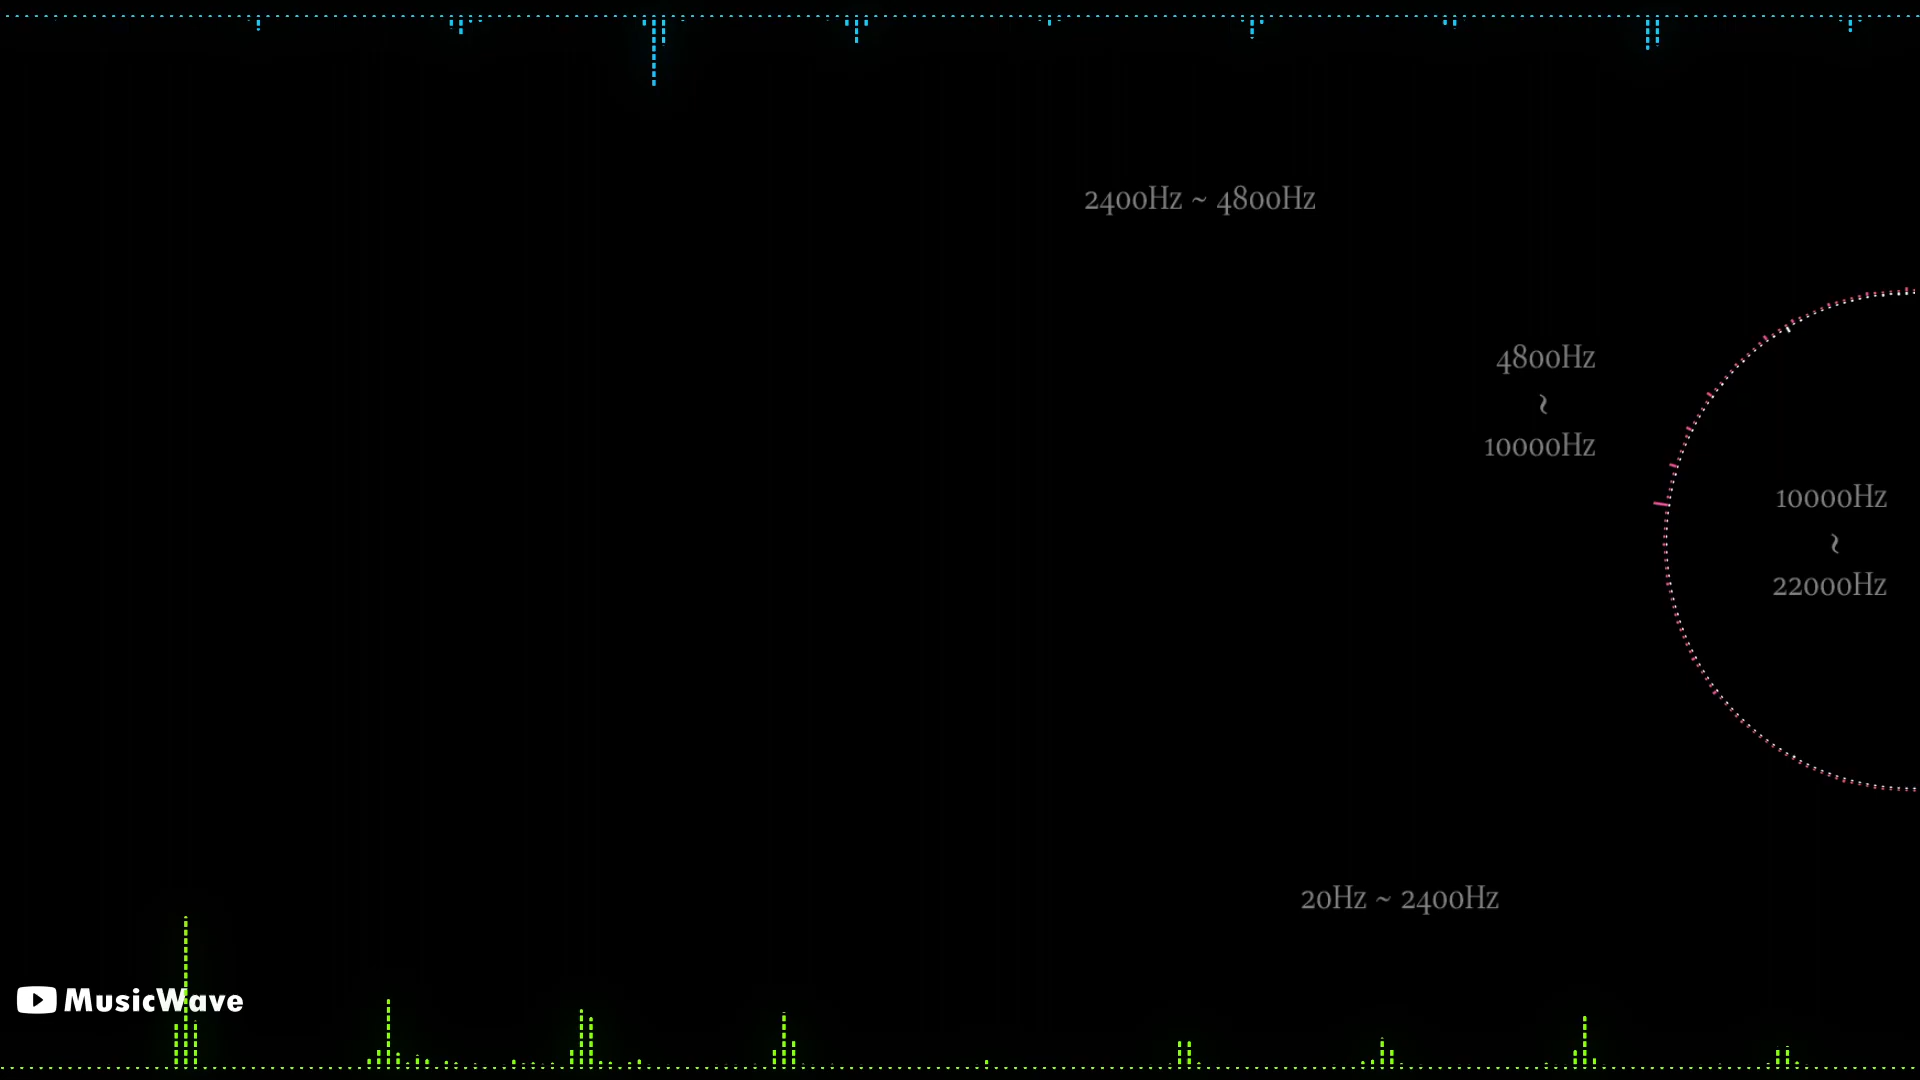 2400Hz ~ 4800Hz
4800Hz
~
10000Hz
10000Hz
~
22000Hz
20Hz ~ 2400Hz
MusicWave